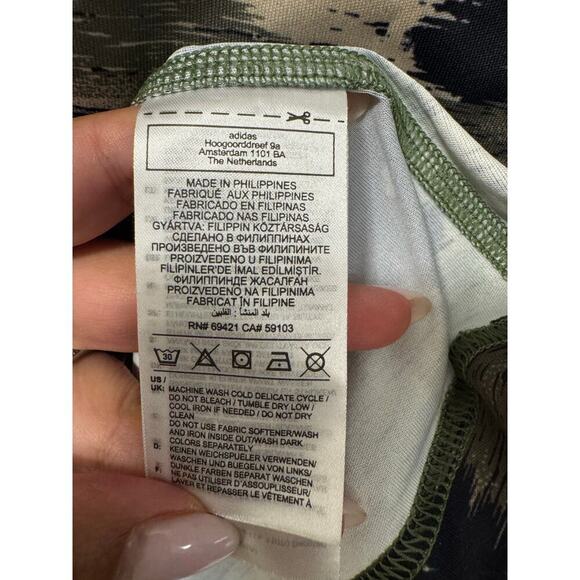 adidas
Hoogoorddreef 9a
Amsterdam 1101 BA
The Netherlands
MADE IN PHILIPPINES
FABRIQUÉ AUX PHILIPPINES
FABRICADO EN FILIPINAS
FABRICADO NAS FILIPINAS
GYÁRTVA: FILIPPIN KÖZTÁRSASÁG
СДЕЛАНО В ФИЛИППИНАХ
ПРОИЗВЕДЕНО ВЪВ ФИЛИПИНИТЕ
PROIZVEDENO U FILIPINIMA
FİLİPİNLER'DE İMAL EDİLMİŞTİR.
ФИЛИППИНДЕ ЖАСАЛҒАН
PROIZVEDENO NA FILIPINIMA
FABRICAT ÎN FILIPINE
بلد المنشأ : الفلبين
RN# 69421 CA# 59103
30
US /
UK: MACHINE WASH COLD DELICATE CYCLE /
DO NOT BLEACH / TUMBLE DRY LOW /
COOL IRON IF NEEDED / DO NOT DRY
CLEAN
DO NOT USE FABRIC SOFTENER/WASH
AND IRON INSIDE OUT/WASH DARK
COLORS SEPARATELY
D: KEINEN WEICHSPUELER VERWENDEN/
WASCHEN UND BUEGELN VON LINKS/
DUNKLE FARBEN SEPARAT WASCHEN
F: NE PAS UTILISER D'ASSOUPLISSEUR/
LAVER ET REPASSER LE VÊTEMENT À